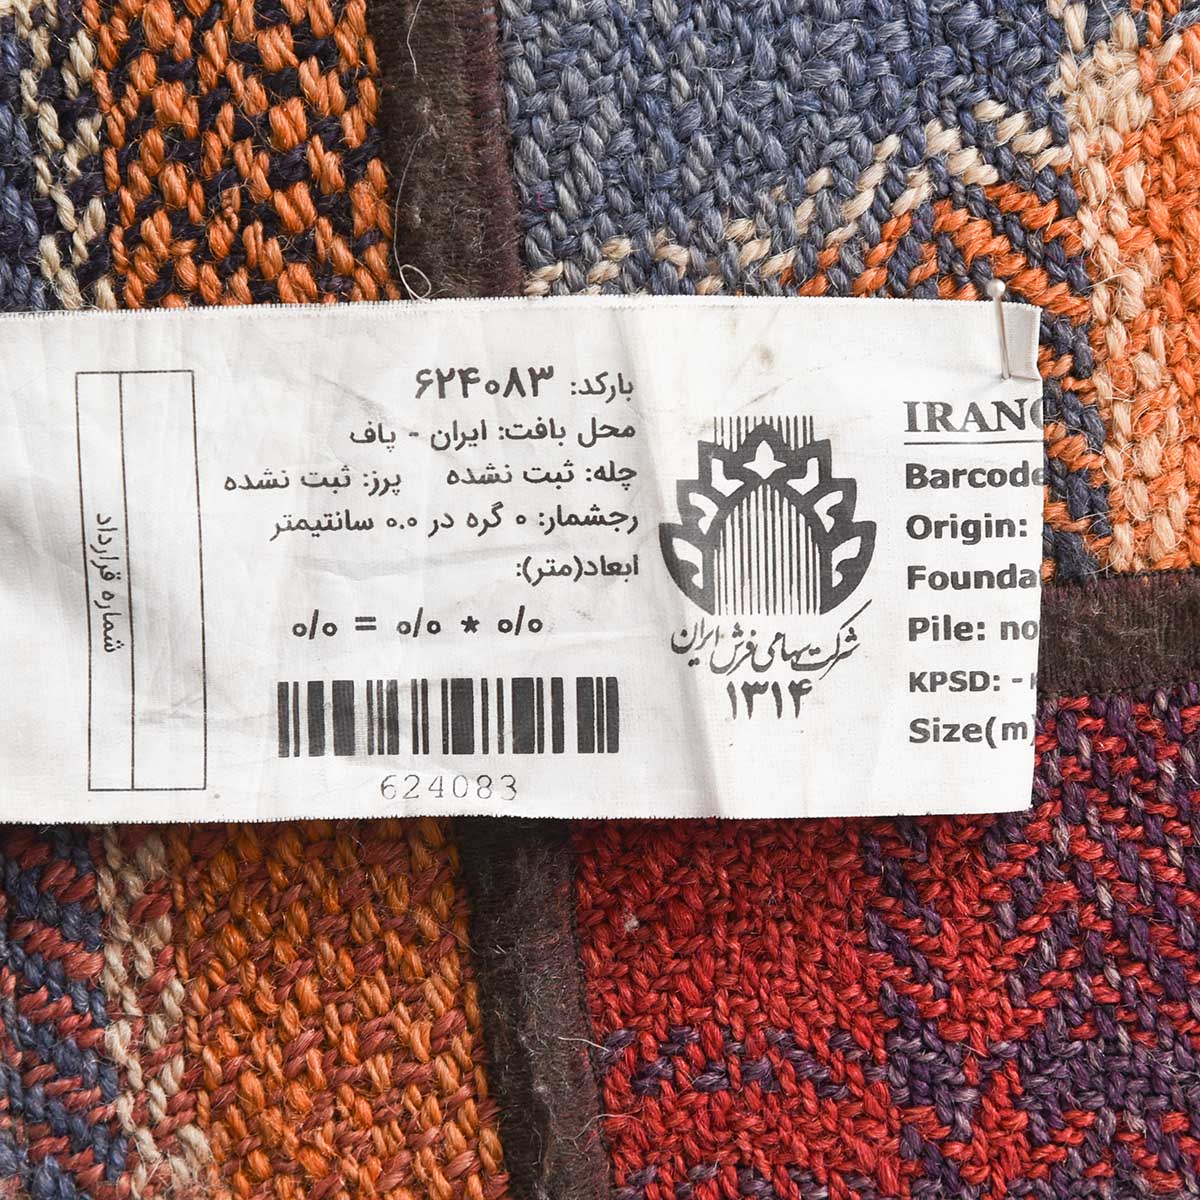 بارکد: ۶۲۴۰۸۳
محل بافت: ایران - پاف
چله: ثبت نشده پرز: ثبت نشده
رجشمار: ۰ گره در ۰.۰ سانتیمتر
ابعاد(متر):
۰/۰ * ۰/۰ = ۰/۰
624083
شماره قرارداد
شرکت سهامی فرش ایران
۱۳۱۴
IRANC
Barcode
Origin:
Founda
Pile: no
KPSD: -
Size(m)